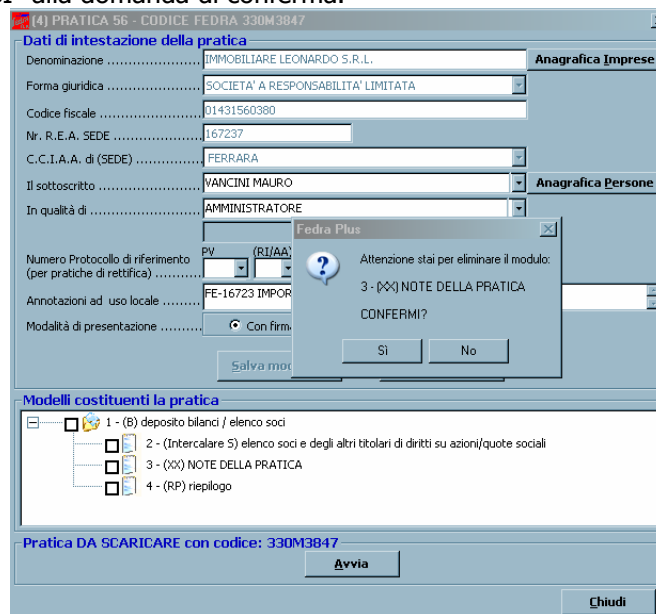 alla domanda di conferma.
(4) PRATICA 56 - CODICE FEDRA 330M3847
Dati di intestazione della pratica
Denominazione .................... IMMOBILIARE LEONARDO S.R.L. Anagrafica Imprese
Forma giuridica .................... SOCIETA' A RESPONSABILITA' LIMITATA
Codice fiscale .................... 01431560380
Nr. R.E.A. SEDE .................... 167237
C.C.I.A.A. di (SEDE) ............... FERRARA
Il sottoscritto .................... VANCINI MAURO Anagrafica Persone
In qualità di .................... AMMINISTRATORE
Fedra Plus
Numero Protocollo di riferimento PV (RI/AA)
(per pratiche di rettifica) ...........
Attenzione stai per eliminare il modulo:
3 - (XX) NOTE DELLA PRATICA
CONFERMI?
Sì No
Annotazioni ad uso locale ......... FE-16723 IMPOR
Modalità di presentazione .......... Con firm
Salva mo
Modelli costituenti la pratica
1 - (B) deposito bilanci / elenco soci
2 - (Intercalare S) elenco soci e degli altri titolari di diritti su azioni/quote sociali
3 - (XX) NOTE DELLA PRATICA
4 - (RP) riepilogo
Pratica DA SCARICARE con codice: 330M3847
Avvia
Chiudi